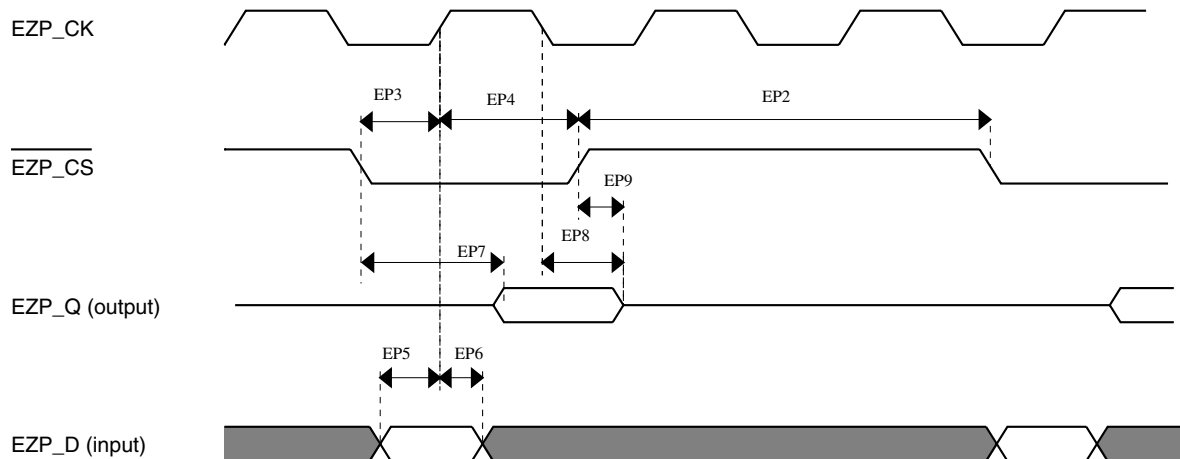 EZP_CK
EP3
EP4
EP2
EZP_CS
EP9
EP8
EP7
EZP_Q (output)
EP5
EP6
EZP_D (input)